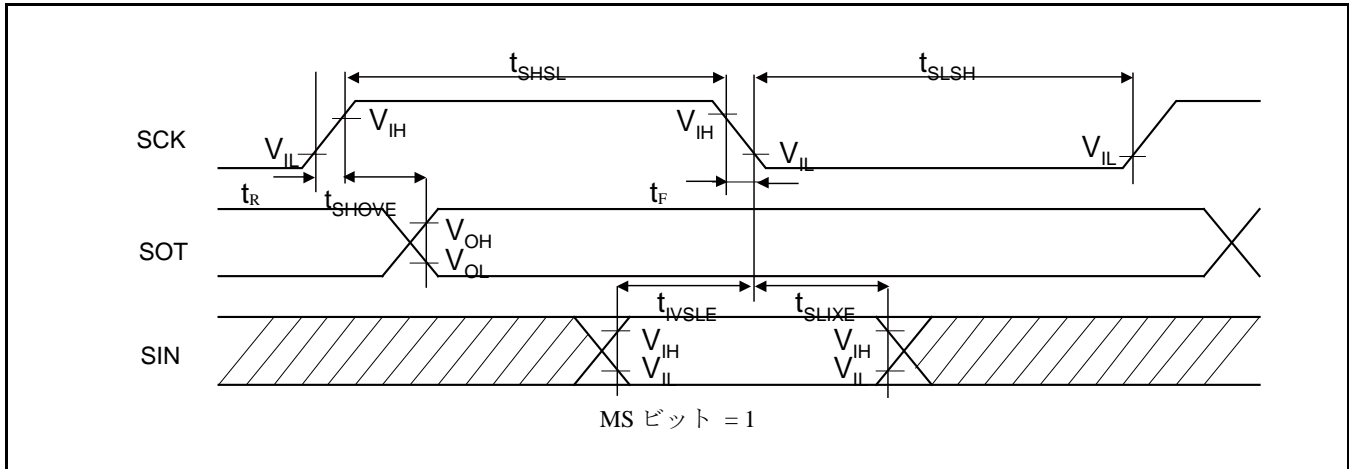 tSHSL
tSLSH
SCK
VIH
VIH
VIL
VIL
VIL
tR
tSHOVE
tF
SOT
VOH
VOL
tIVSLE
tSLIXE
SIN
VIH
VIH
VIL
VIL
MS ビット = 1